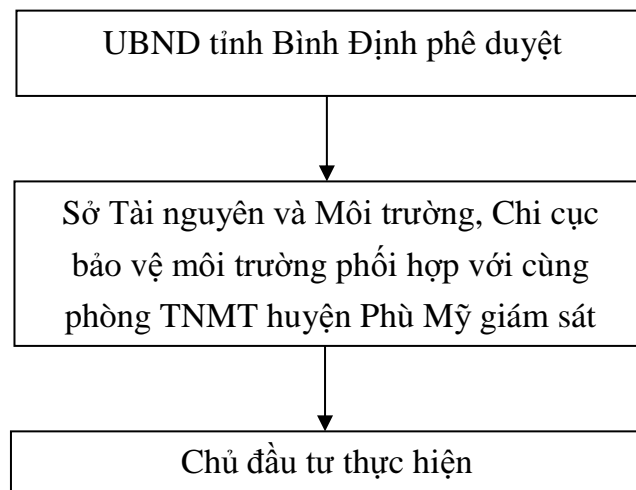 UBND tỉnh Bình Định phê duyệt
Sở Tài nguyên và Môi trường, Chi cục
bảo vệ môi trường phối hợp với cùng
phòng TNMT huyện Phù Mỹ giám sát
Chủ đầu tư thực hiện